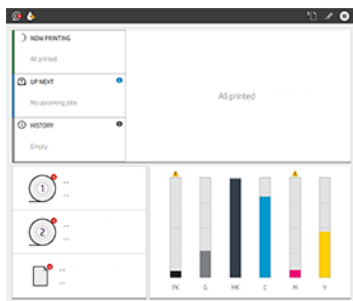 NOW PRINTING
All printed
UP NEXT
No upcoming jobs
HISTORY
Empty
All printed
1
--
--
2
--
--
--
--
PK G MK C M Y